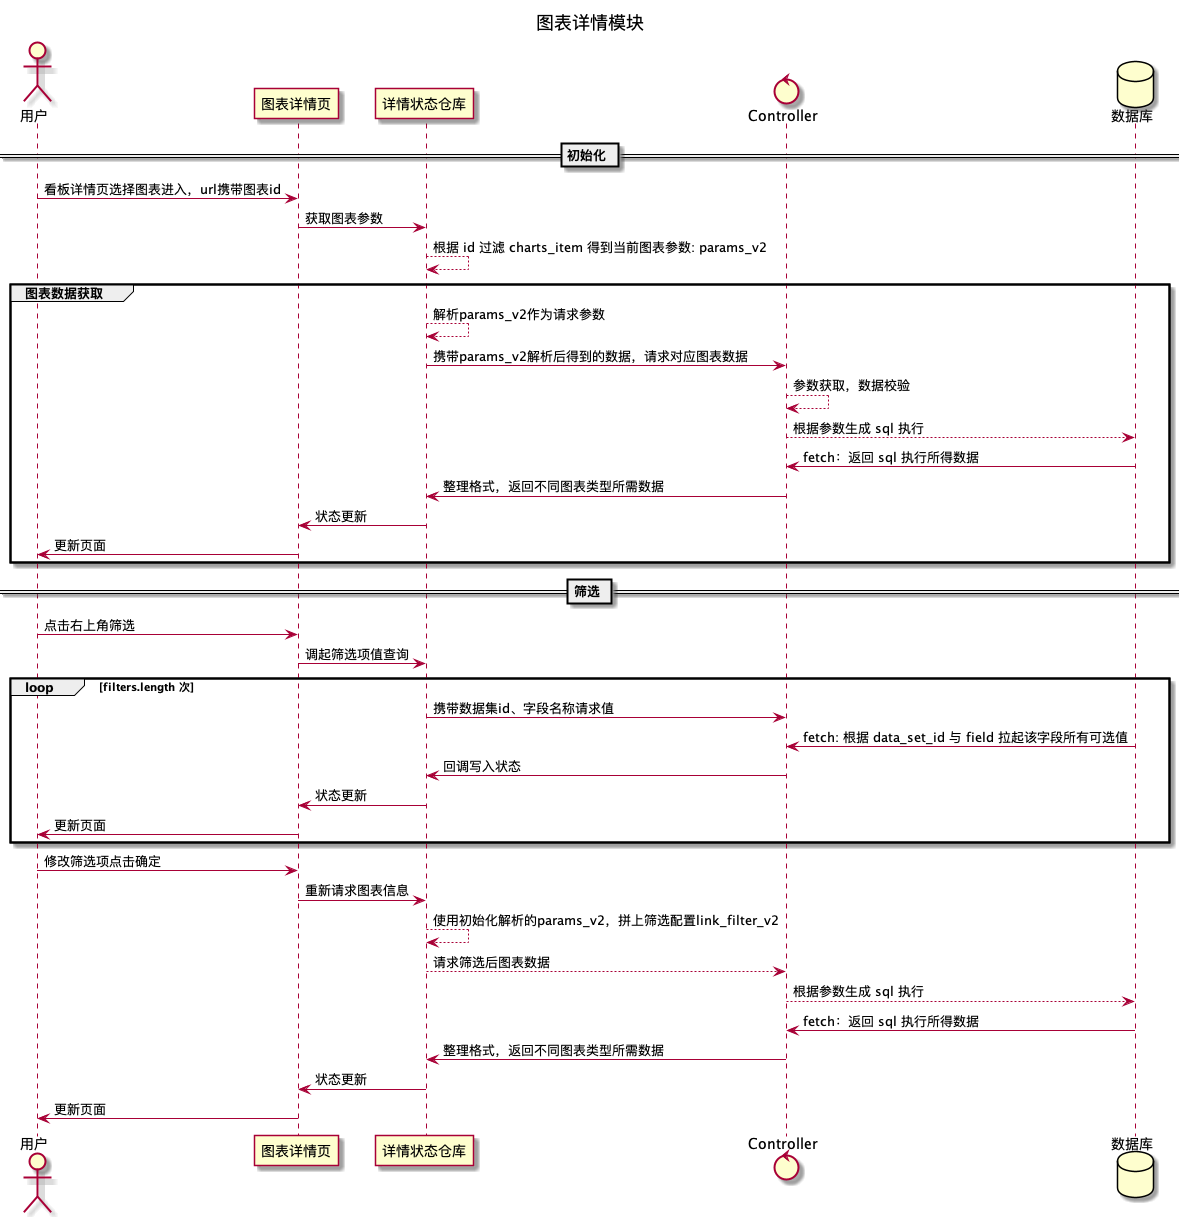 图表详情模块
用户
图表详情页
详情状态仓库
Controller
数据库
初始化
看板详情页选择图表进入，url携带图表id
获取图表参数
根据 id 过滤 charts_item 得到当前图表参数: params_v2
图表数据获取
解析params_v2作为请求参数
携带params_v2解析后得到的数据，请求对应图表数据
参数获取，数据校验
根据参数生成 sql 执行
fetch：返回 sql 执行所得数据
整理格式，返回不同图表类型所需数据
状态更新
更新页面
筛选
点击右上角筛选
调起筛选项值查询
loop [filters.length 次]
携带数据集id、字段名称请求值
fetch: 根据 data_set_id 与 field 拉起该字段所有可选值
回调写入状态
状态更新
更新页面
修改筛选项点击确定
重新请求图表信息
使用初始化解析的params_v2，拼上筛选配置link_filter_v2
请求筛选后图表数据
根据参数生成 sql 执行
fetch：返回 sql 执行所得数据
整理格式，返回不同图表类型所需数据
状态更新
更新页面
用户
图表详情页
详情状态仓库
Controller
数据库